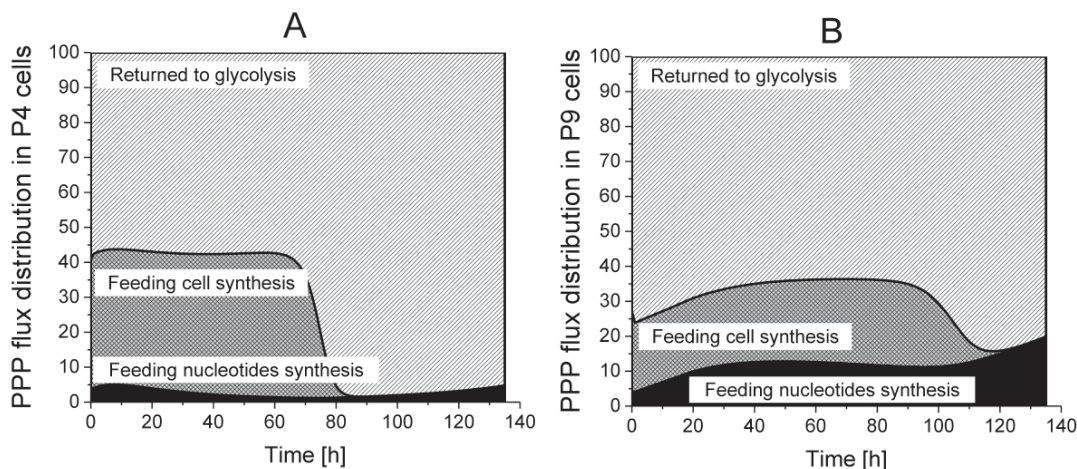 A
PPP flux distribution in P4 cells
100
90
80
70
60
50
40
30
20
10
0
Returned to glycolysis
Feeding cell synthesis
Feeding nucleotides synthesis
0 20 40 60 80 100 120 140
Time [h]
B
PPP flux distribution in P9 cells
100
90
80
70
60
50
40
30
20
10
0
Returned to glycolysis
Feeding cell synthesis
Feeding nucleotides synthesis
0 20 40 60 80 100 120 140
Time [h]